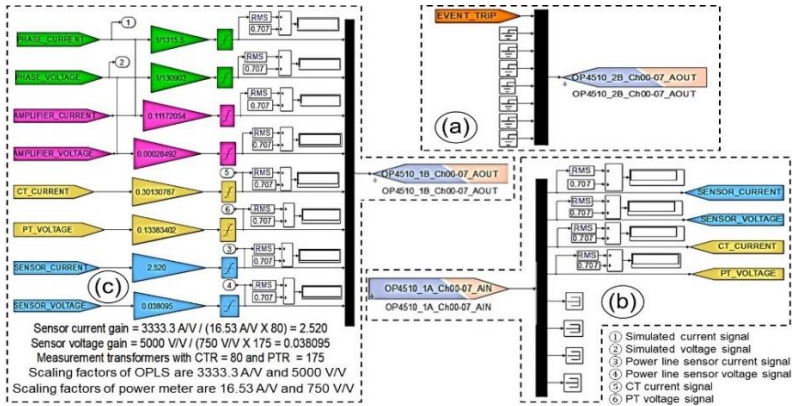 1
PHASE_CURRENT
1/1315.5
RMS
0.707
2
PHASE_VOLTAGE
1/130903
RMS
0.707
AMPLIFIER_CURRENT
0.11172054
RMS
0.707
AMPLIFIER_VOLTAGE
0.00028492
RMS
0.707
CT_CURRENT
0.30130787
5
RMS
0.707
PT_VOLTAGE
0.13383402
6
RMS
0.707
SENSOR_CURRENT
2.520
3
RMS
0.707
SENSOR_VOLTAGE
0.038095
4
RMS
0.707
(c)
Sensor current gain = 3333.3 A/V / (16.53 A/V X 80) = 2.520
Sensor voltage gain = 5000 V/V / (750 V/V X 175 = 0.038095
Measurement transformers with CTR = 80 and PTR = 175
Scaling factors of OPLS are 3333.3 A/V and 5000 V/V
Scaling factors of power meter are 16.53 A/V and 750 V/V
OP4510_1B_Ch00-07_AOUT
OP4510_1B_Ch00-07_AOUT
EVENT_TRIP
OP4510_2B_Ch00-07_AOUT
OP4510_2B_Ch00-07_AOUT
(a)
OP4510_1A_Ch00-07_AIN
OP4510_1A_Ch00-07_AIN
RMS
0.707
SENSOR_CURRENT
RMS
0.707
SENSOR_VOLTAGE
RMS
0.707
CT_CURRENT
RMS
0.707
PT_VOLTAGE
(b)
1 Simulated current signal
2 Simulated voltage signal
3 Power line sensor current signal
4 Power line sensor voltage signal
5 CT current signal
6 PT voltage signal